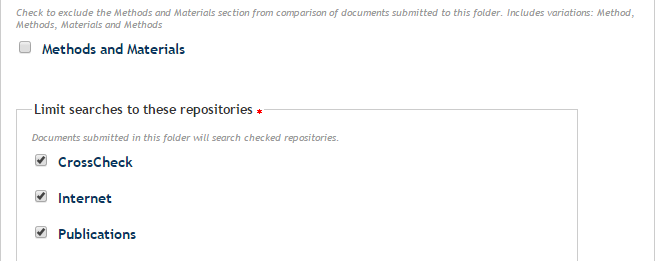 Check to exclude the Methods and Materials section from comparison of documents submitted to this folder. Includes variations: Method,
Methods, Materials and Methods
Methods and Materials
Limit searches to these repositories *
Documents submitted in this folder will search checked repositories.
CrossCheck
Internet
Publications